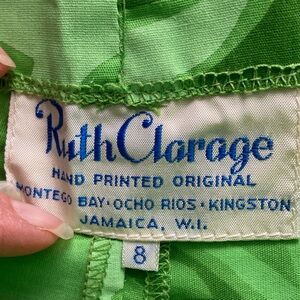 Ruth Clarage
HAND PRINTED ORIGINAL
MONTEGO BAY · OCHO RIOS · KINGSTON
JAMAICA, W.I.
8